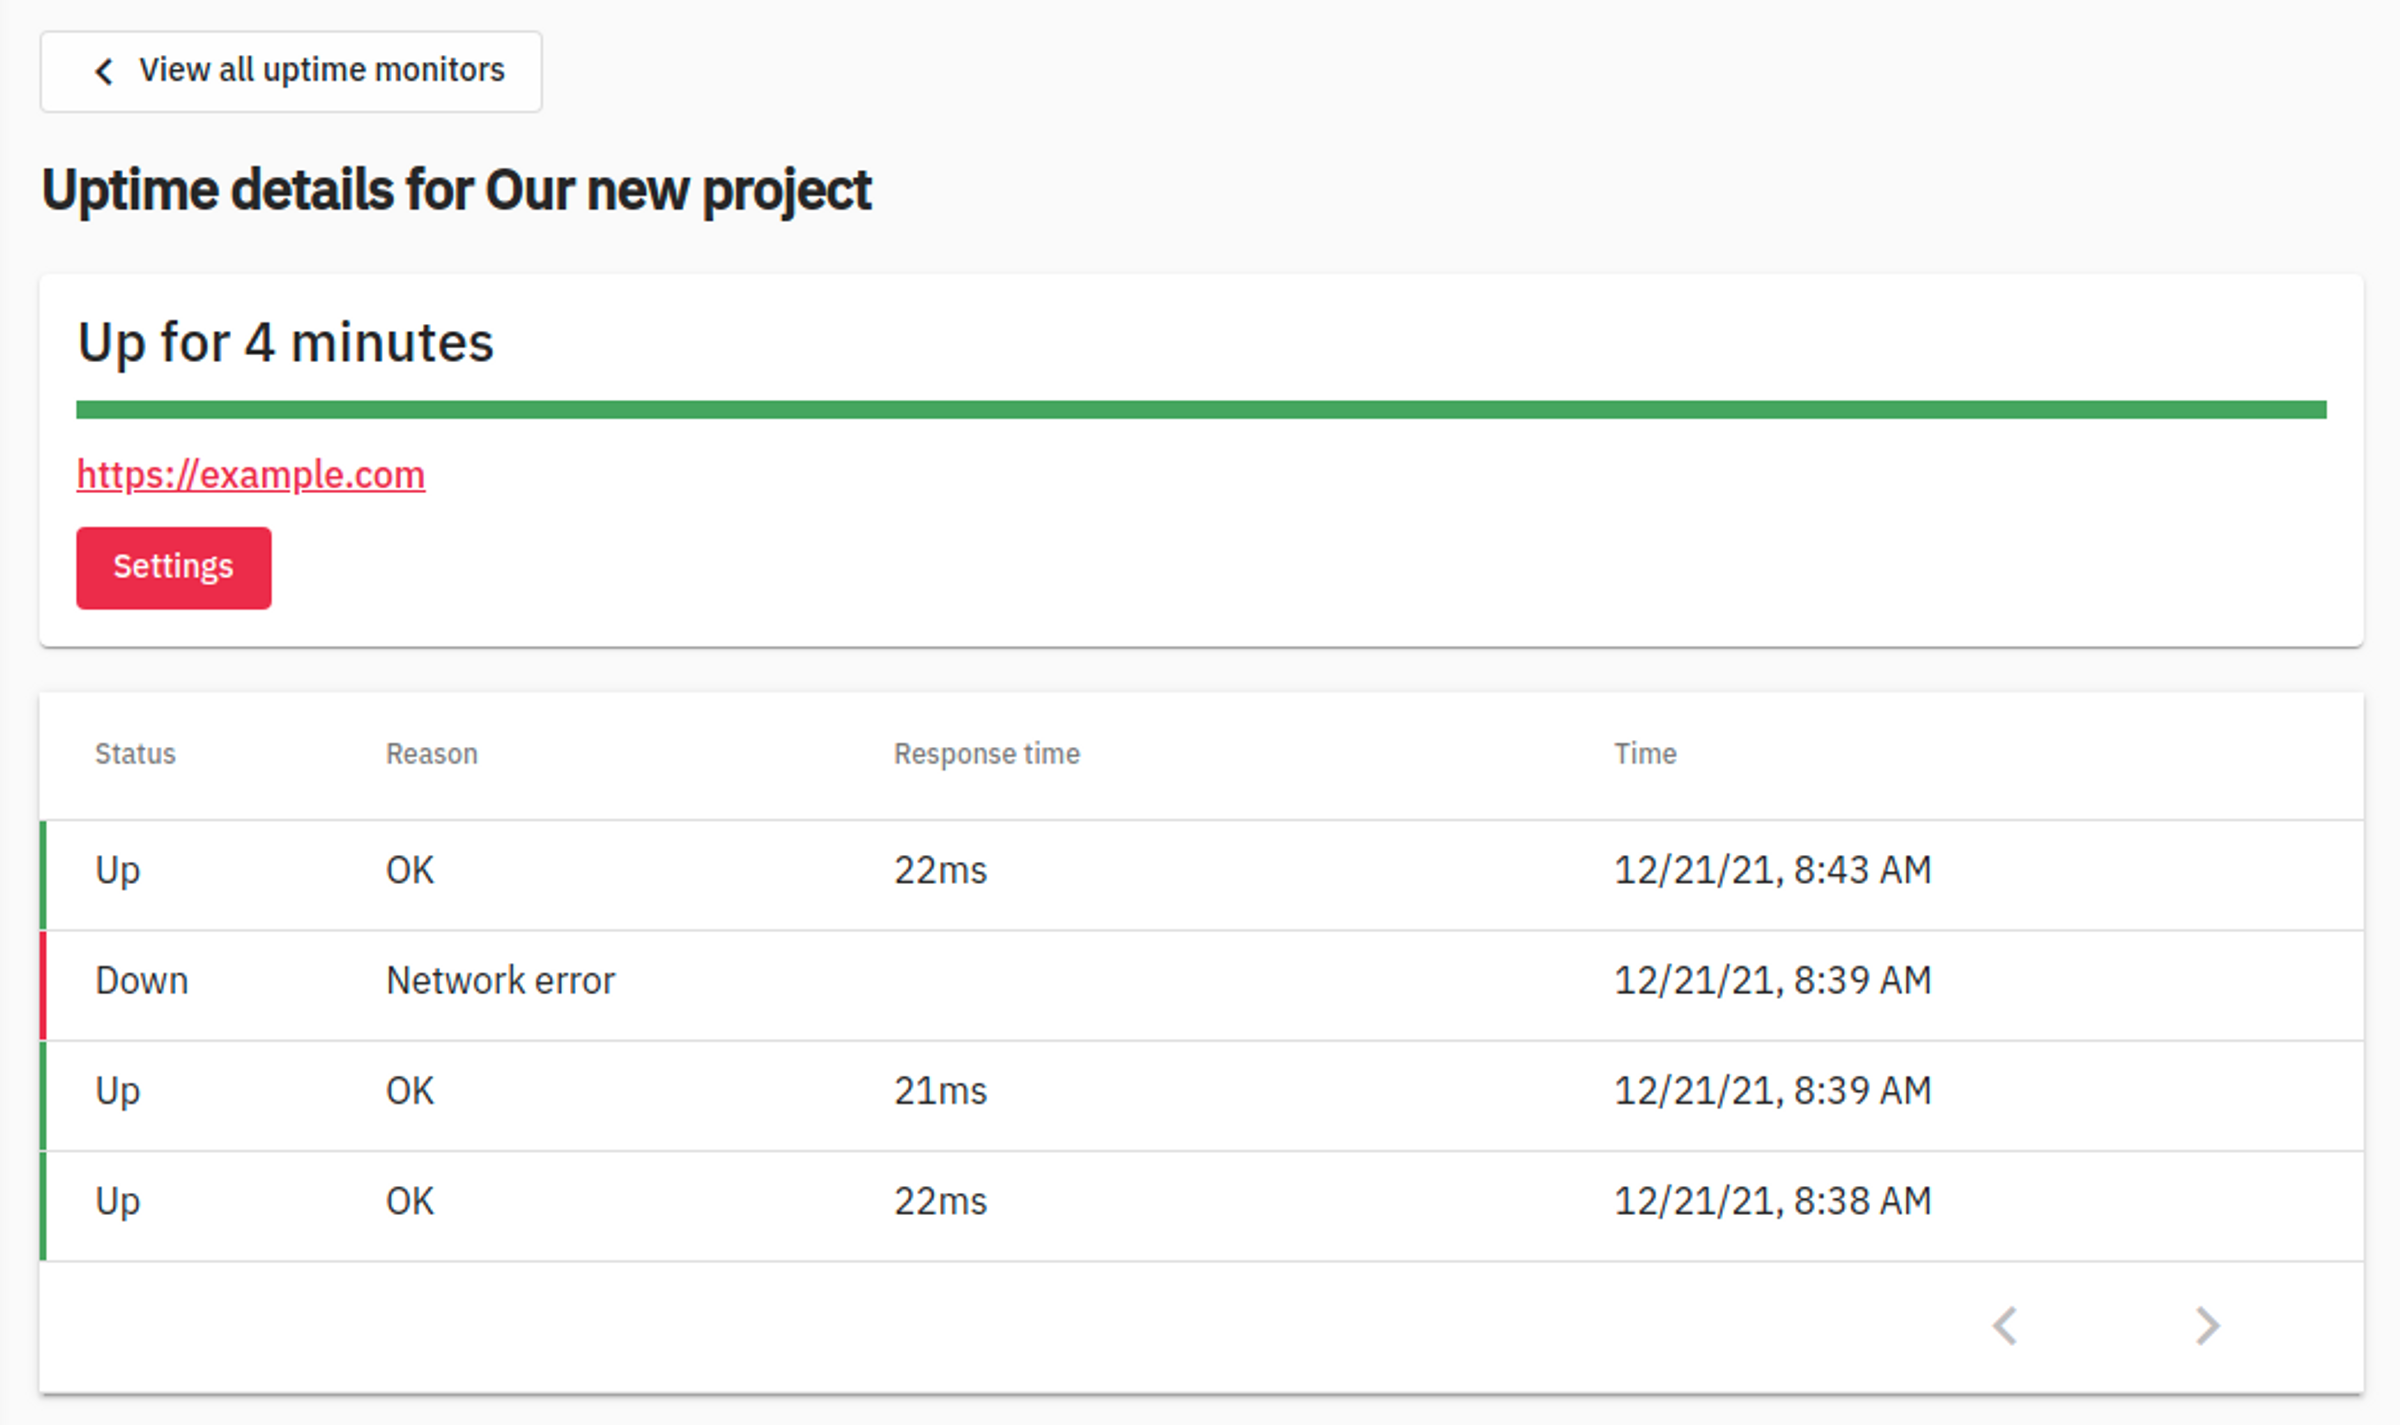 View all uptime monitors
Uptime details for Our new project
Up for 4 minutes
https://example.com
Settings
Status Reason Response time Time
Up OK 22ms 12/21/21, 8:43 AM
Down Network error 12/21/21, 8:39 AM
Up OK 21ms 12/21/21, 8:39 AM
Up OK 22ms 12/21/21, 8:38 AM